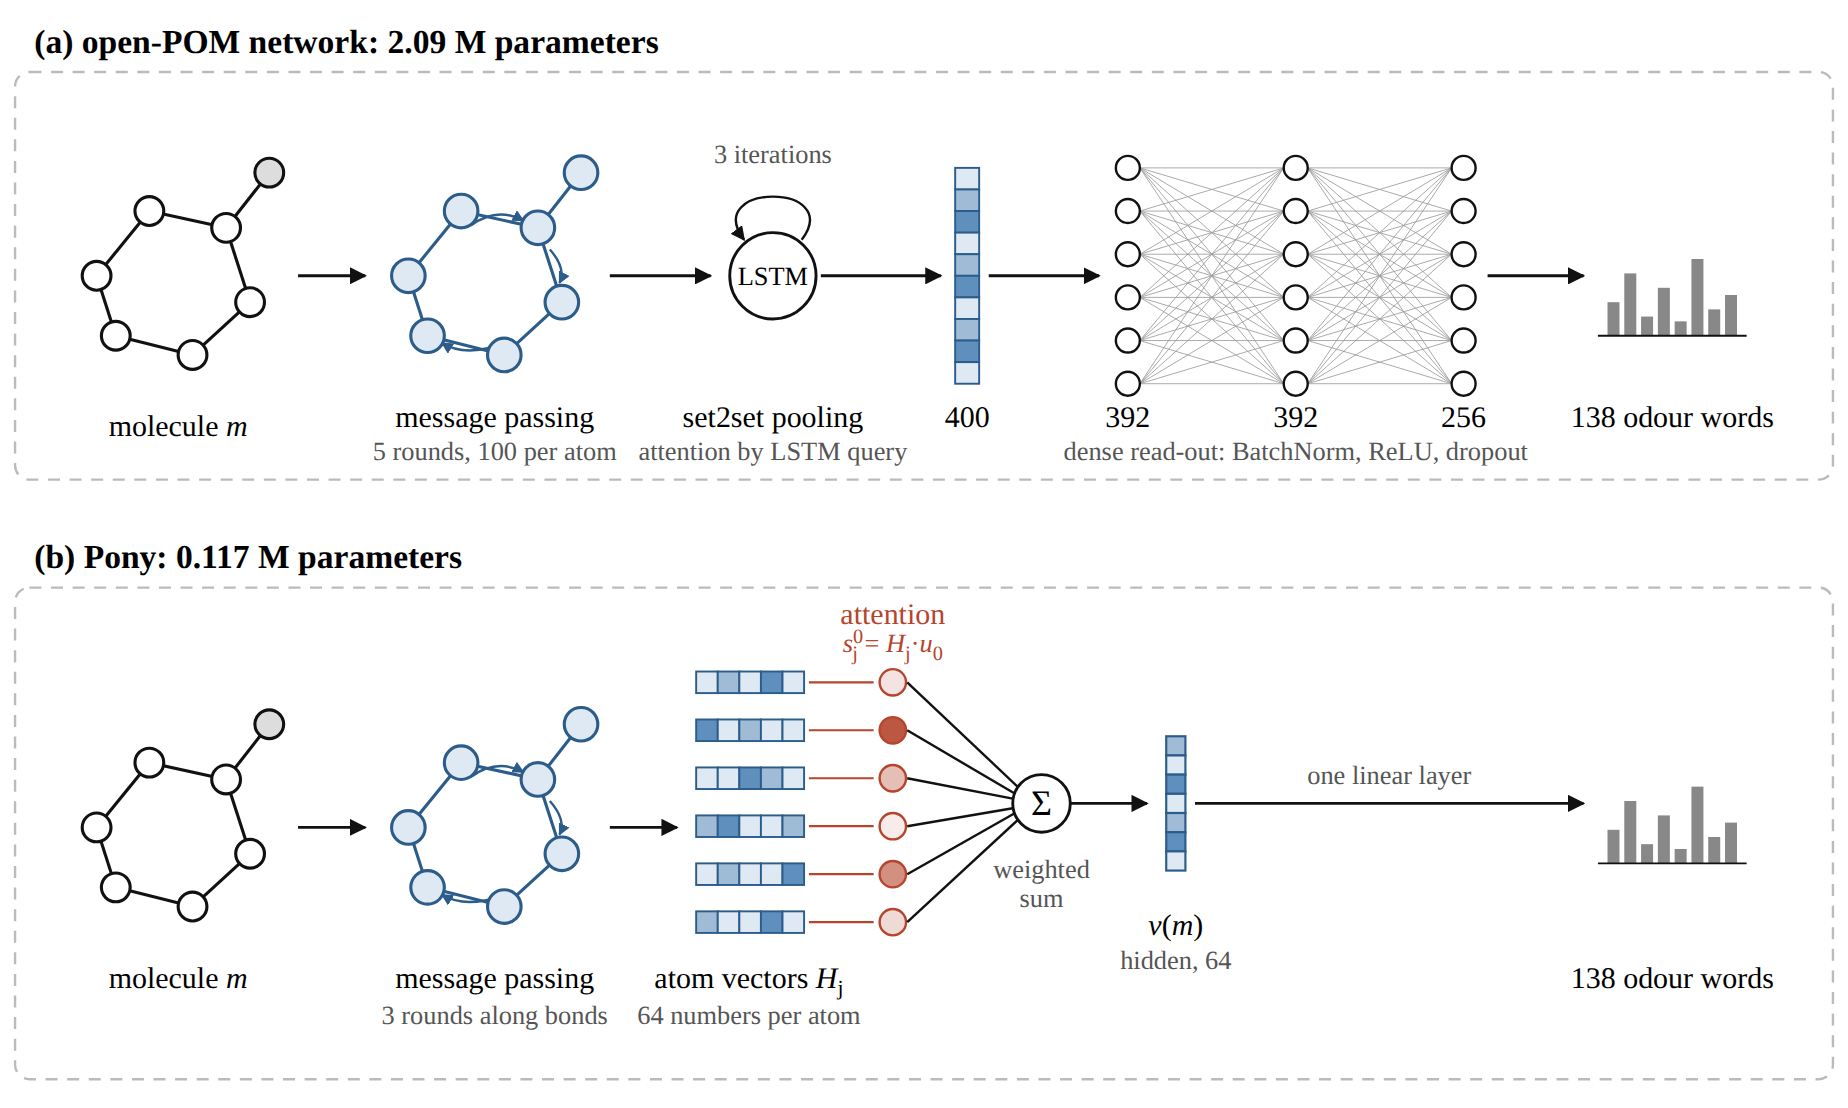 (a) open-POM network: 2.09 M parameters
3 iterations
LSTM
molecule m
message passing
5 rounds, 100 per atom
set2set pooling
attention by LSTM query
400
392
392
256
dense read-out: BatchNorm, ReLU, dropout
138 odour words
(b) Pony: 0.117 M parameters
attention
s_j^0 = H_j·u_0
Σ
weighted
sum
one linear layer
v(m)
hidden, 64
molecule m
message passing
3 rounds along bonds
atom vectors H_j
64 numbers per atom
138 odour words